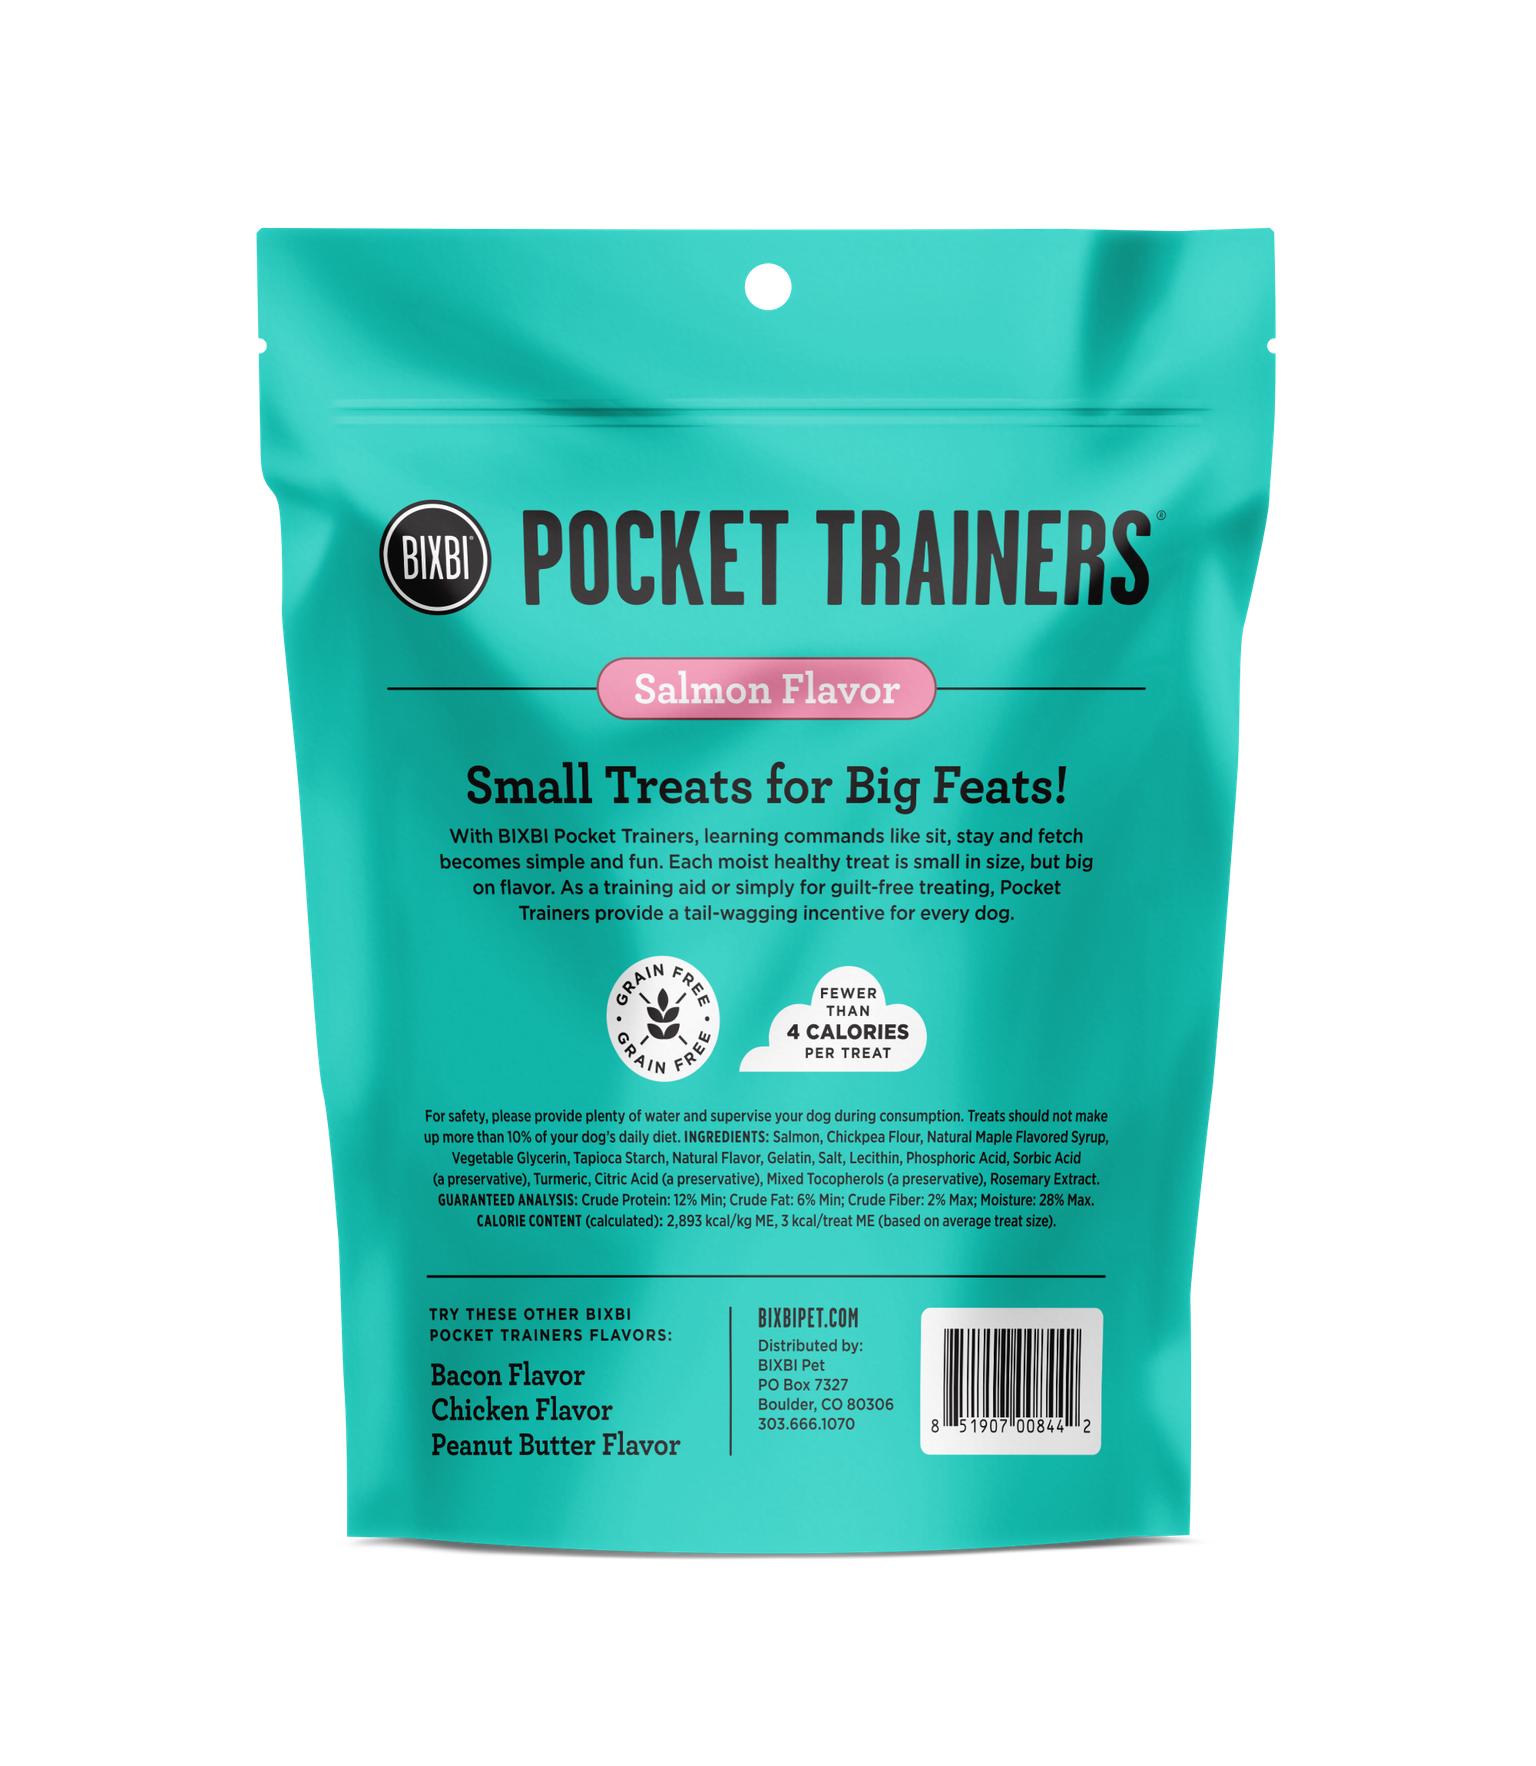 BIXBI®
POCKET TRAINERS®
Salmon Flavor
Small Treats for Big Feats!
With BIXBI Pocket Trainers, learning commands like sit, stay and fetch
becomes simple and fun. Each moist healthy treat is small in size, but big
on flavor. As a training aid or simply for guilt-free treating, Pocket
Trainers provide a tail-wagging incentive for every dog.
GRAIN FREE •
GRAIN FREE •
FEWER
THAN
4 CALORIES
PER TREAT
For safety, please provide plenty of water and supervise your dog during consumption. Treats should not make
up more than 10% of your dog's daily diet. INGREDIENTS: Salmon, Chickpea Flour, Natural Maple Flavored Syrup,
Vegetable Glycerin, Tapioca Starch, Natural Flavor, Gelatin, Salt, Lecithin, Phosphoric Acid, Sorbic Acid
(a preservative), Turmeric, Citric Acid (a preservative), Mixed Tocopherols (a preservative), Rosemary Extract.
GUARANTEED ANALYSIS: Crude Protein: 12% Min; Crude Fat: 6% Min; Crude Fiber: 2% Max; Moisture: 28% Max.
CALORIE CONTENT (calculated): 2,893 kcal/kg ME, 3 kcal/treat ME (based on average treat size).
TRY THESE OTHER BIXBI
POCKET TRAINERS FLAVORS:
Bacon Flavor
Chicken Flavor
Peanut Butter Flavor
BIXBIPET.COM
Distributed by:
BIXBI Pet
PO Box 7327
Boulder, CO 80306
303.666.1070
8 51907 00844 2